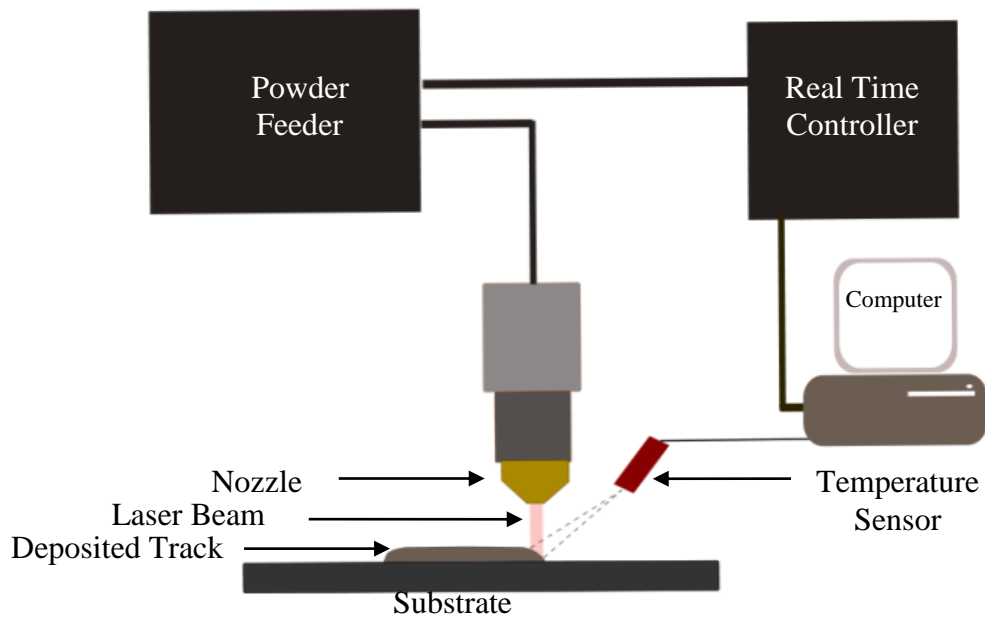 Powder
Feeder
Real Time
Controller
Computer
Nozzle
Laser Beam
Deposited Track
Temperature
Sensor
Substrate